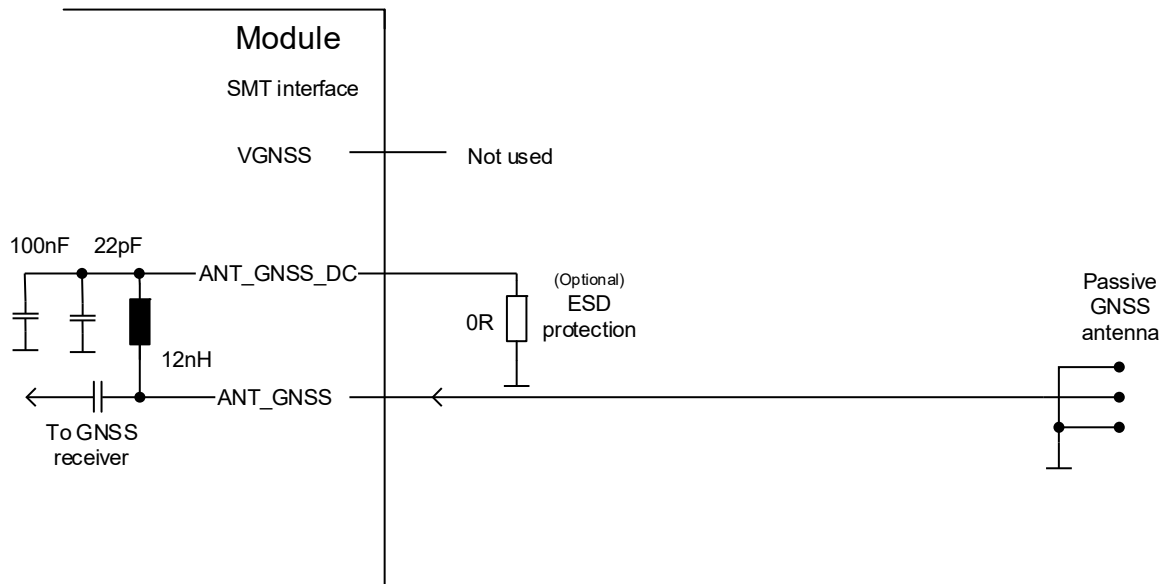 Module
SMT interface
VGNSS
Not used
100nF
22pF
ANT_GNSS_DC
(Optional)
ESD
protection
0R
Passive
GNSS
antenna
12nH
ANT_GNSS
To GNSS
receiver